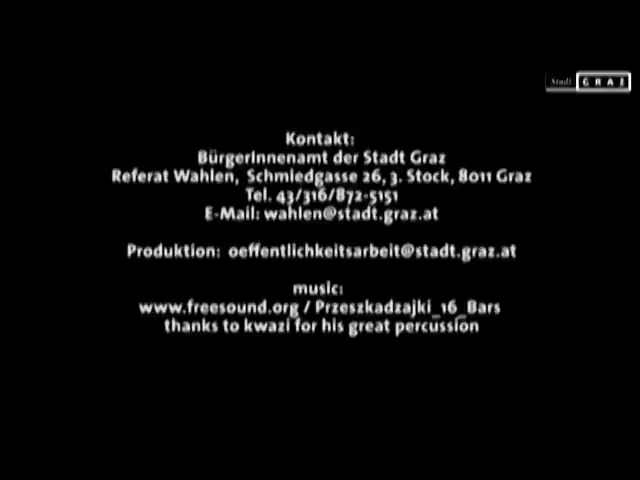 Stadt GRAZ
Kontakt:
BürgerInnenamt der Stadt Graz
Referat Wahlen, Schmiedgasse 26, 3. Stock, 8011 Graz
Tel. 43/316/872-5151
E-Mail: wahlen@stadt.graz.at
Produktion: oeffentlichkeitsarbeit@stadt.graz.at
music:
www.freesound.org / Przeszkadzajki_16_Bars
thanks to kwazi for his great percussion